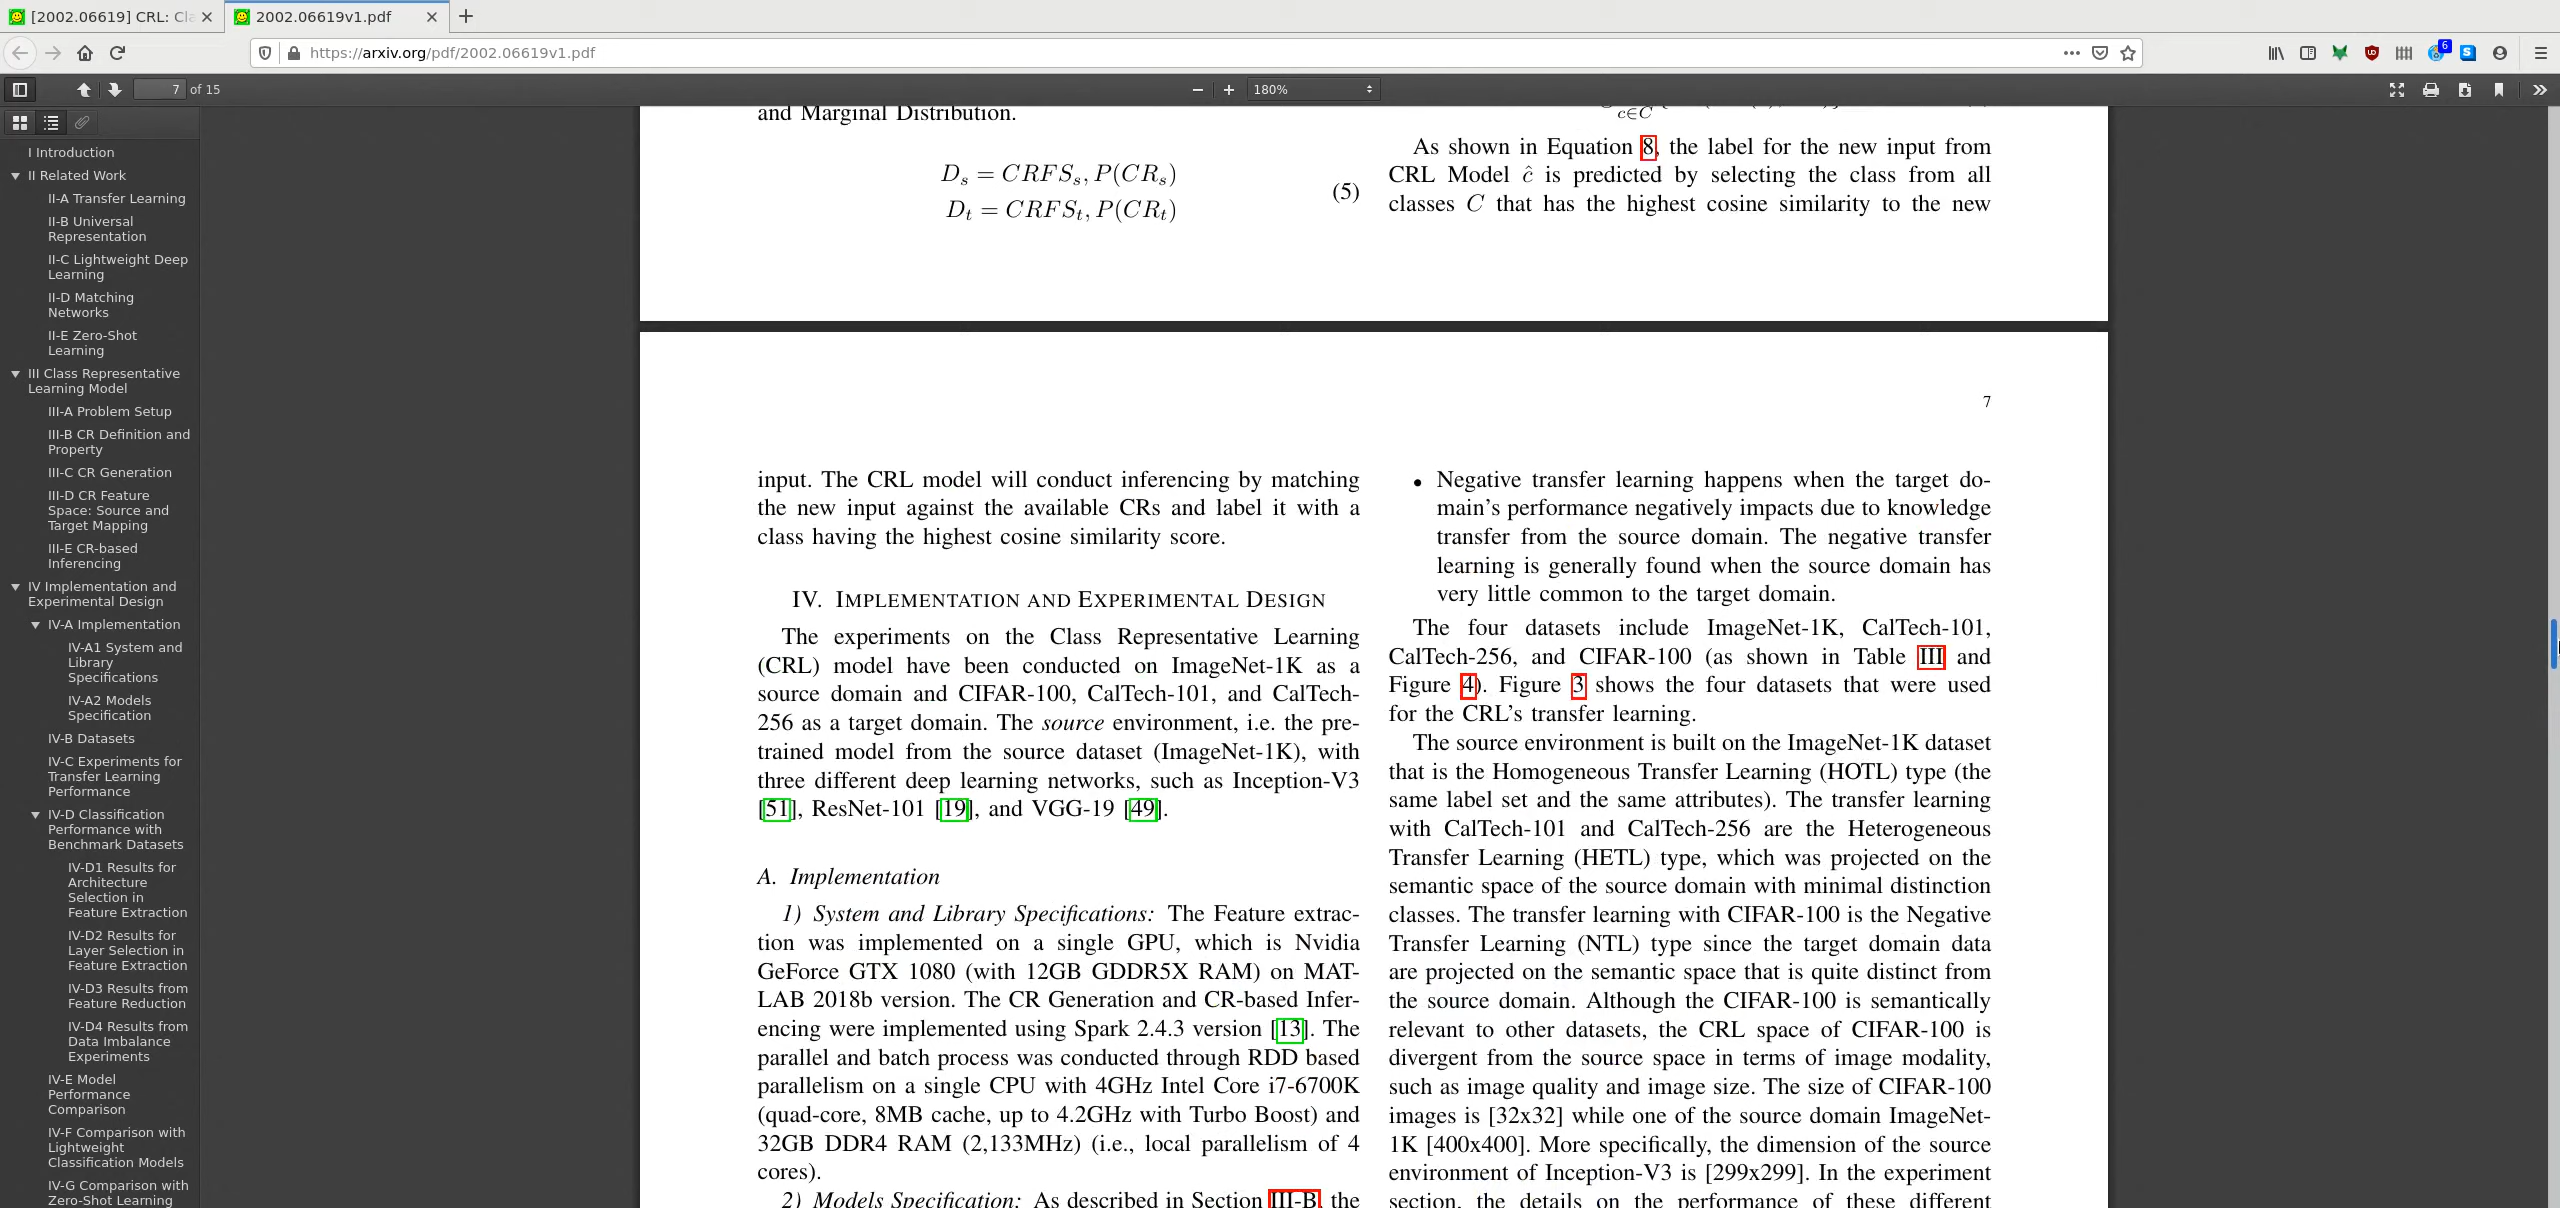 [2002.06619] CRL: Cla
2002.06619v1.pdf
https://arxiv.org/pdf/2002.06619v1.pdf
6
7 of 15
180%
I Introduction
II Related Work
II-A Transfer Learning
II-B Universal
Representation
II-C Lightweight Deep
Learning
II-D Matching
Networks
II-E Zero-Shot
Learning
III Class Representative
Learning Model
III-A Problem Setup
III-B CR Definition and
Property
III-C CR Generation
III-D CR Feature
Space: Source and
Target Mapping
III-E CR-based
Inferencing
IV Implementation and
Experimental Design
IV-A Implementation
IV-A1 System and
Library
Specifications
IV-A2 Models
Specification
IV-B Datasets
IV-C Experiments for
Transfer Learning
Performance
IV-D Classification
Performance with
Benchmark Datasets
IV-D1 Results for
Architecture
Selection in
Feature Extraction
IV-D2 Results for
Layer Selection in
Feature Extraction
IV-D3 Results from
Feature Reduction
IV-D4 Results from
Data Imbalance
Experiments
IV-E Model
Performance
Comparison
IV-F Comparison with
Lightweight
Classification Models
IV-G Comparison with
Zero-Shot Learning
and Marginal Distribution.
D_s = CRFS_s, P(CR_s)
D_t = CRFS_t, P(CR_t)
(5)
c∈C
As shown in Equation 8, the label for the new input from
CRL Model ĉ is predicted by selecting the class from all
classes C that has the highest cosine similarity to the new
7
input. The CRL model will conduct inferencing by matching
the new input against the available CRs and label it with a
class having the highest cosine similarity score.
IV. IMPLEMENTATION AND EXPERIMENTAL DESIGN
The experiments on the Class Representative Learning
(CRL) model have been conducted on ImageNet-1K as a
source domain and CIFAR-100, CalTech-101, and CalTech-
256 as a target domain. The source environment, i.e. the pre-
trained model from the source dataset (ImageNet-1K), with
three different deep learning networks, such as Inception-V3
[51], ResNet-101 [19], and VGG-19 [49].
A. Implementation
1) System and Library Specifications: The Feature extrac-
tion was implemented on a single GPU, which is Nvidia
GeForce GTX 1080 (with 12GB GDDR5X RAM) on MAT-
LAB 2018b version. The CR Generation and CR-based Infer-
encing were implemented using Spark 2.4.3 version [13]. The
parallel and batch process was conducted through RDD based
parallelism on a single CPU with 4GHz Intel Core i7-6700K
(quad-core, 8MB cache, up to 4.2GHz with Turbo Boost) and
32GB DDR4 RAM (2,133MHz) (i.e., local parallelism of 4
cores).
2) Models Specification: As described in Section III-B, the
• Negative transfer learning happens when the target do-
main's performance negatively impacts due to knowledge
transfer from the source domain. The negative transfer
learning is generally found when the source domain has
very little common to the target domain.
The four datasets include ImageNet-1K, CalTech-101,
CalTech-256, and CIFAR-100 (as shown in Table III and
Figure 4). Figure 3 shows the four datasets that were used
for the CRL's transfer learning.
The source environment is built on the ImageNet-1K dataset
that is the Homogeneous Transfer Learning (HOTL) type (the
same label set and the same attributes). The transfer learning
with CalTech-101 and CalTech-256 are the Heterogeneous
Transfer Learning (HETL) type, which was projected on the
semantic space of the source domain with minimal distinction
classes. The transfer learning with CIFAR-100 is the Negative
Transfer Learning (NTL) type since the target domain data
are projected on the semantic space that is quite distinct from
the source domain. Although the CIFAR-100 is semantically
relevant to other datasets, the CRL space of CIFAR-100 is
divergent from the source space in terms of image modality,
such as image quality and image size. The size of CIFAR-100
images is [32x32] while one of the source domain ImageNet-
1K [400x400]. More specifically, the dimension of the source
environment of Inception-V3 is [299x299]. In the experiment
section, the details on the performance of these different